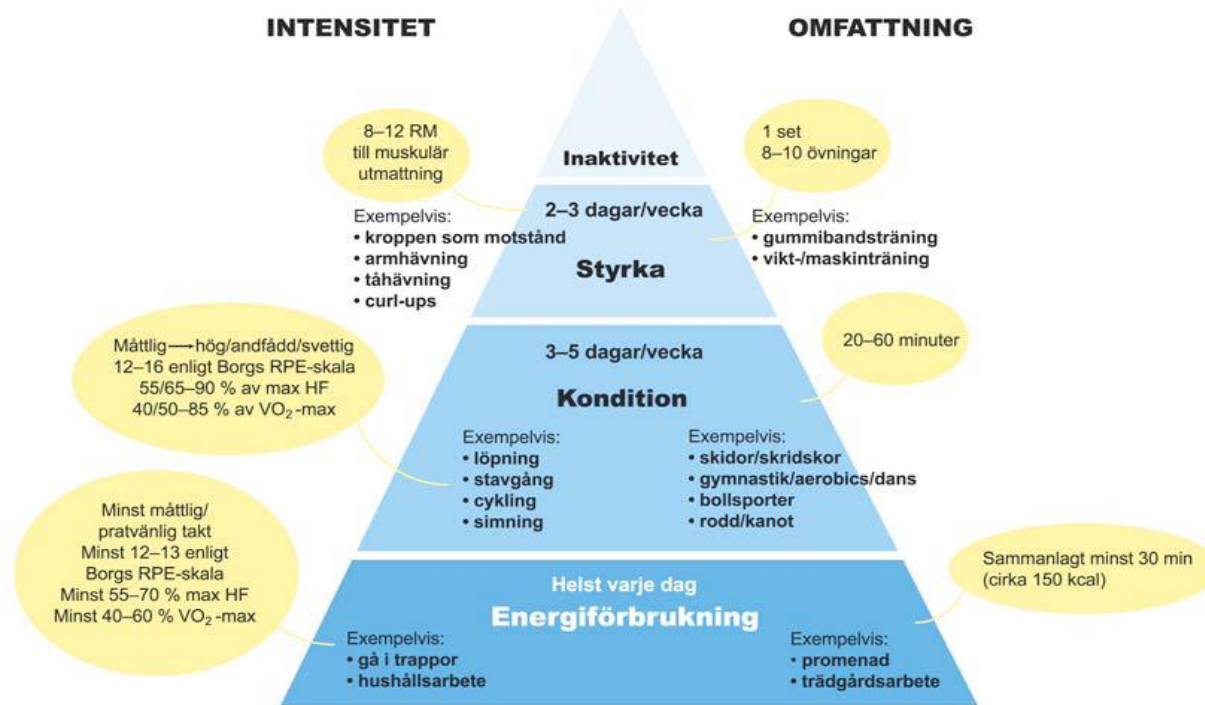 INTENSITET
OMFATTNING
Inaktivitet
8–12 RM
till muskulär
utmattning
1 set
8–10 övningar
2–3 dagar/vecka
Styrka
Exempelvis:
• kroppen som motstånd
• armhävning
• tåhävning
• curl-ups
Exempelvis:
• gummibandsträning
• vikt-/maskinträning
Måttlig→hög/andfådd/svettig
12–16 enligt Borgs RPE-skala
55/65–90 % av max HF
40/50–85 % av VO₂-max
20–60 minuter
3–5 dagar/vecka
Kondition
Exempelvis:
• löpning
• stavgång
• cykling
• simning
Exempelvis:
• skidor/skridskor
• gymnastik/aerobics/dans
• bollsporter
• rodd/kanot
Minst måttlig/
pratvänlig takt
Minst 12–13 enligt
Borgs RPE-skala
Minst 55–70 % max HF
Minst 40–60 % VO₂-max
Sammanlagt minst 30 min
(cirka 150 kcal)
Helst varje dag
Energiförbrukning
Exempelvis:
• gå i trappor
• hushållsarbete
Exempelvis:
• promenad
• trädgårdsarbete